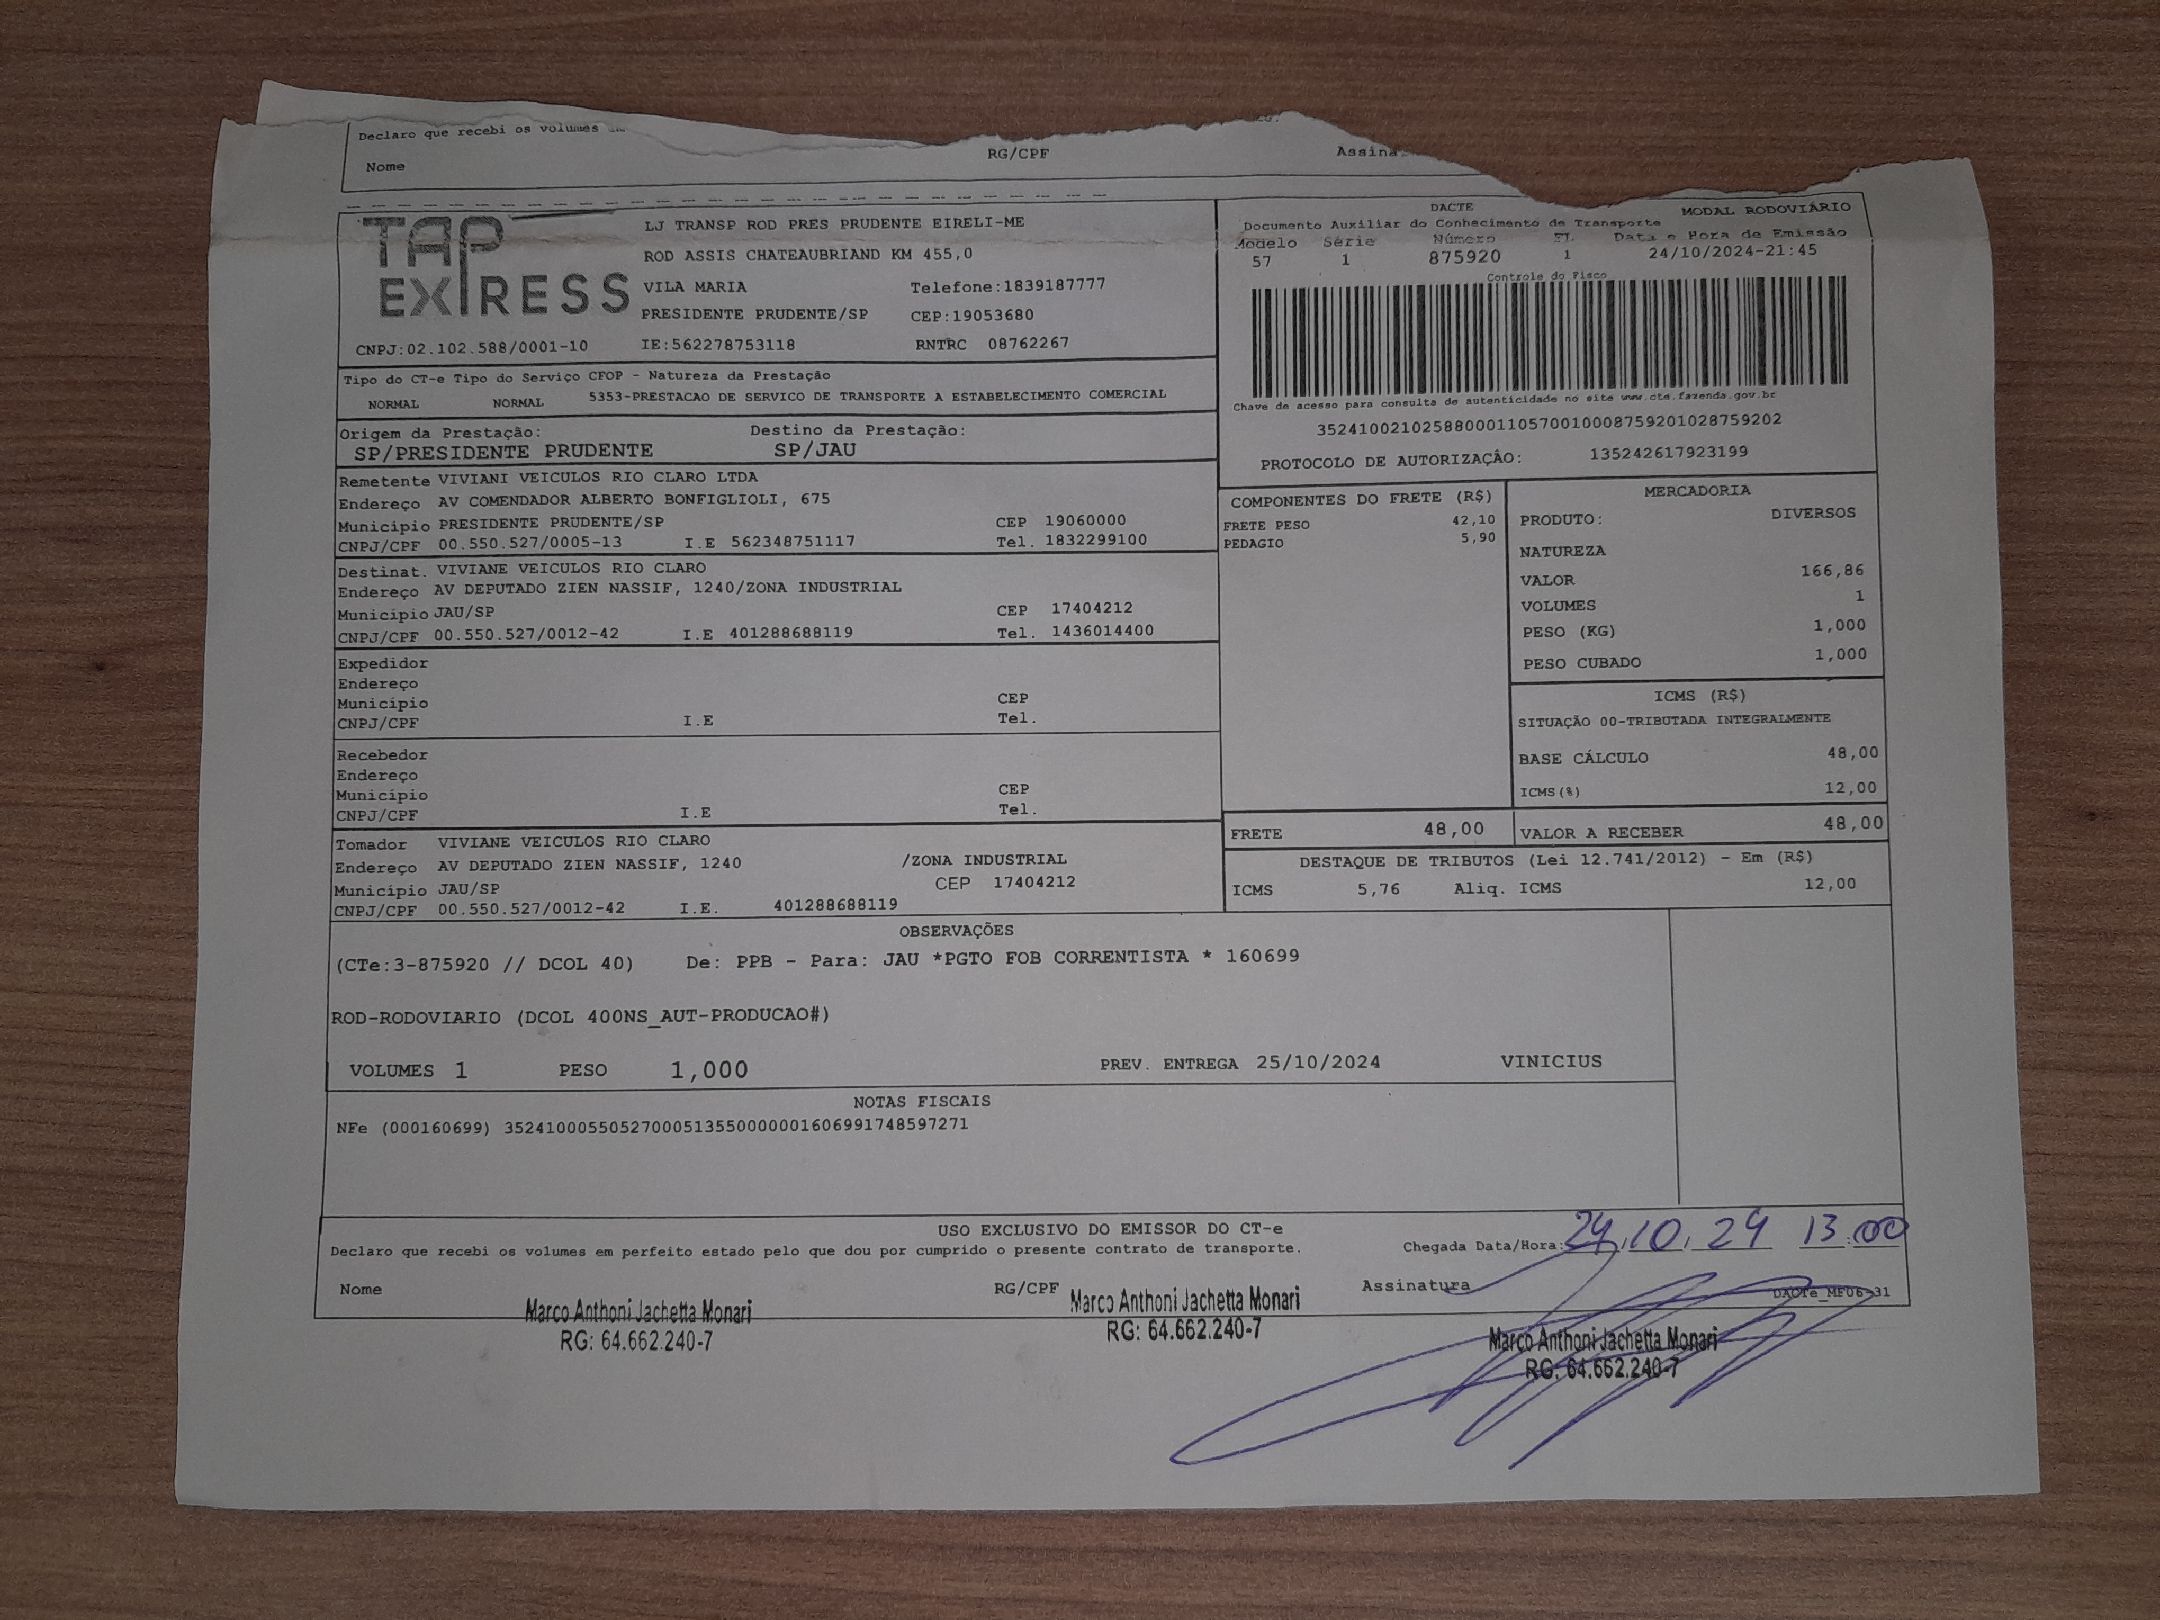 Declaro que recebi os volumes
Nome RG/CPF
TAP EXPRESS
LJ TRANSP ROD PRES PRUDENTE EIRELI-ME
ROD ASSIS CHATEAUBRIAND KM 455,0
VILA MARIA Telefone:1839187777
PRESIDENTE PRUDENTE/SP CEP:19053680
CNPJ:02.102.588/0001-10 IE:562278753118 RNTRC 08762267
DACTE MODAL RODOVIÁRIO
Documento Auxiliar do Conhecimento de Transporte
Modelo Série Número FL Data e Hora de Emissão
57 1 875920 1 24/10/2024-21:45
Controle do Fisco
Chave de acesso para consulta de autenticidade no site www.cte.fazenda.gov.br
35241002102588000110570010008759201028759202
PROTOCOLO DE AUTORIZAÇÃO: 135242617923199
Tipo do CT-e Tipo do Serviço CFOP - Natureza da Prestação
NORMAL NORMAL 5353-PRESTACAO DE SERVICO DE TRANSPORTE A ESTABELECIMENTO COMERCIAL
Origem da Prestação: Destino da Prestação:
SP/PRESIDENTE PRUDENTE SP/JAU
Remetente VIVIANI VEICULOS RIO CLARO LTDA
Endereço AV COMENDADOR ALBERTO BONFIGLIOLI, 675
Município PRESIDENTE PRUDENTE/SP CEP 19060000
CNPJ/CPF 00.550.527/0005-13 I.E 562348751117 Tel. 1832299100
Destinat. VIVIANE VEICULOS RIO CLARO
Endereço AV DEPUTADO ZIEN NASSIF, 1240/ZONA INDUSTRIAL
Município JAU/SP CEP 17404212
CNPJ/CPF 00.550.527/0012-42 I.E 401288688119 Tel. 1436014400
Expedidor
Endereço
Município CEP
CNPJ/CPF I.E Tel.
Recebedor
Endereço
Município CEP
CNPJ/CPF I.E Tel.
Tomador VIVIANE VEICULOS RIO CLARO
Endereço AV DEPUTADO ZIEN NASSIF, 1240 /ZONA INDUSTRIAL
Município JAU/SP CEP 17404212
CNPJ/CPF 00.550.527/0012-42 I.E. 401288688119
COMPONENTES DO FRETE (R$)
FRETE PESO 42,10
PEDAGIO 5,90
MERCADORIA
PRODUTO: DIVERSOS
NATUREZA
VALOR 166,86
VOLUMES 1
PESO (KG) 1,000
PESO CUBADO 1,000
ICMS (R$)
SITUAÇÃO 00-TRIBUTADA INTEGRALMENTE
BASE CÁLCULO 48,00
ICMS(%) 12,00
FRETE 48,00 VALOR A RECEBER 48,00
DESTAQUE DE TRIBUTOS (Lei 12.741/2012) - Em (R$)
ICMS 5,76 Aliq. ICMS 12,00
OBSERVAÇÕES
(CTe:3-875920 // DCOL 40) De: PPB - Para: JAU *PGTO FOB CORRENTISTA * 160699
ROD-RODOVIARIO (DCOL 400NS_AUT-PRODUCAO#)
VOLUMES 1 PESO 1,000 PREV. ENTREGA 25/10/2024 VINICIUS
NOTAS FISCAIS
NFe (000160699) 35241000550527000513550000001606991748597271
USO EXCLUSIVO DO EMISSOR DO CT-e
Declaro que recebi os volumes em perfeito estado pelo que dou por cumprido o presente contrato de transporte. Chegada Data/Hora: 24,10,24 13:00
Nome RG/CPF Assinatura
DACTe_MF06-31
Marco Anthoni Jachetta Monari
RG: 64.662.240-7
Marco Anthoni Jachetta Monari
RG: 64.662.240-7
Marco Anthoni Jachetta Monari
RG: 64.662.240-7